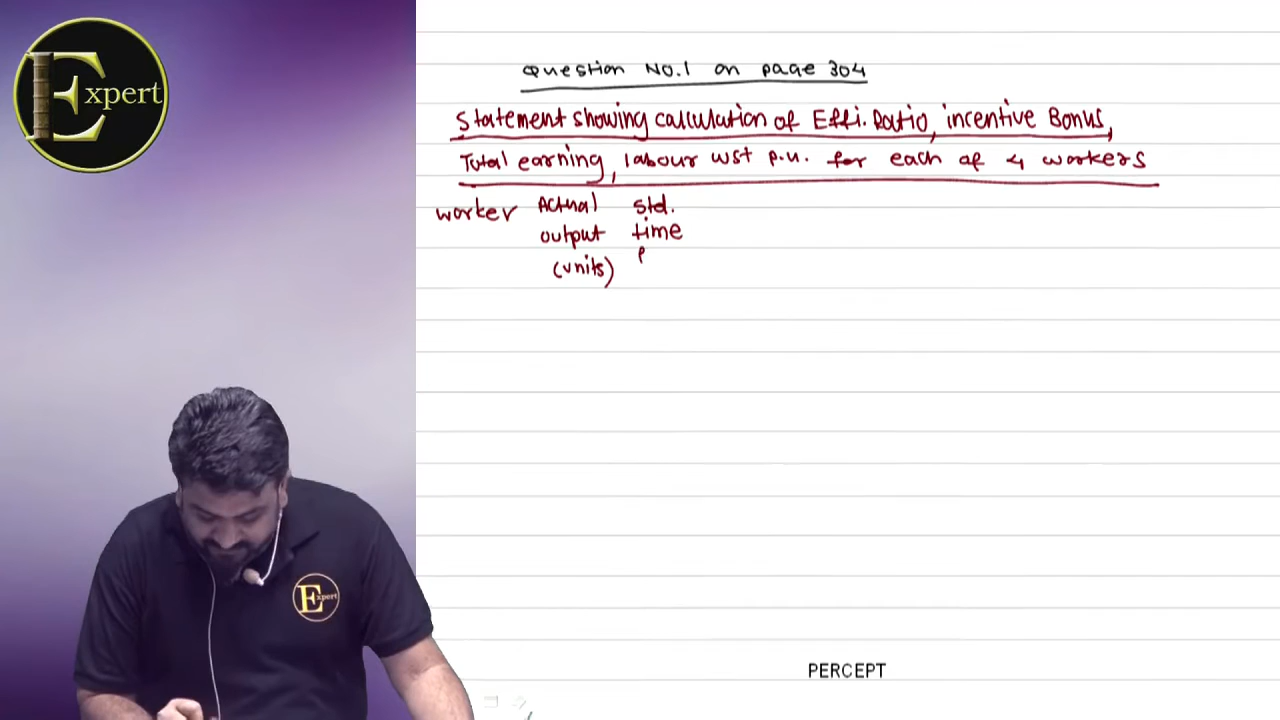 Expert
Question No.1 on page 304
Statement showing calculation of Effi. Ratio, incentive Bonus,
Total earning, labour cost p.u. for each of 4 workers
worker Actual std.
output time
(units) p
Expert
PERCEPT